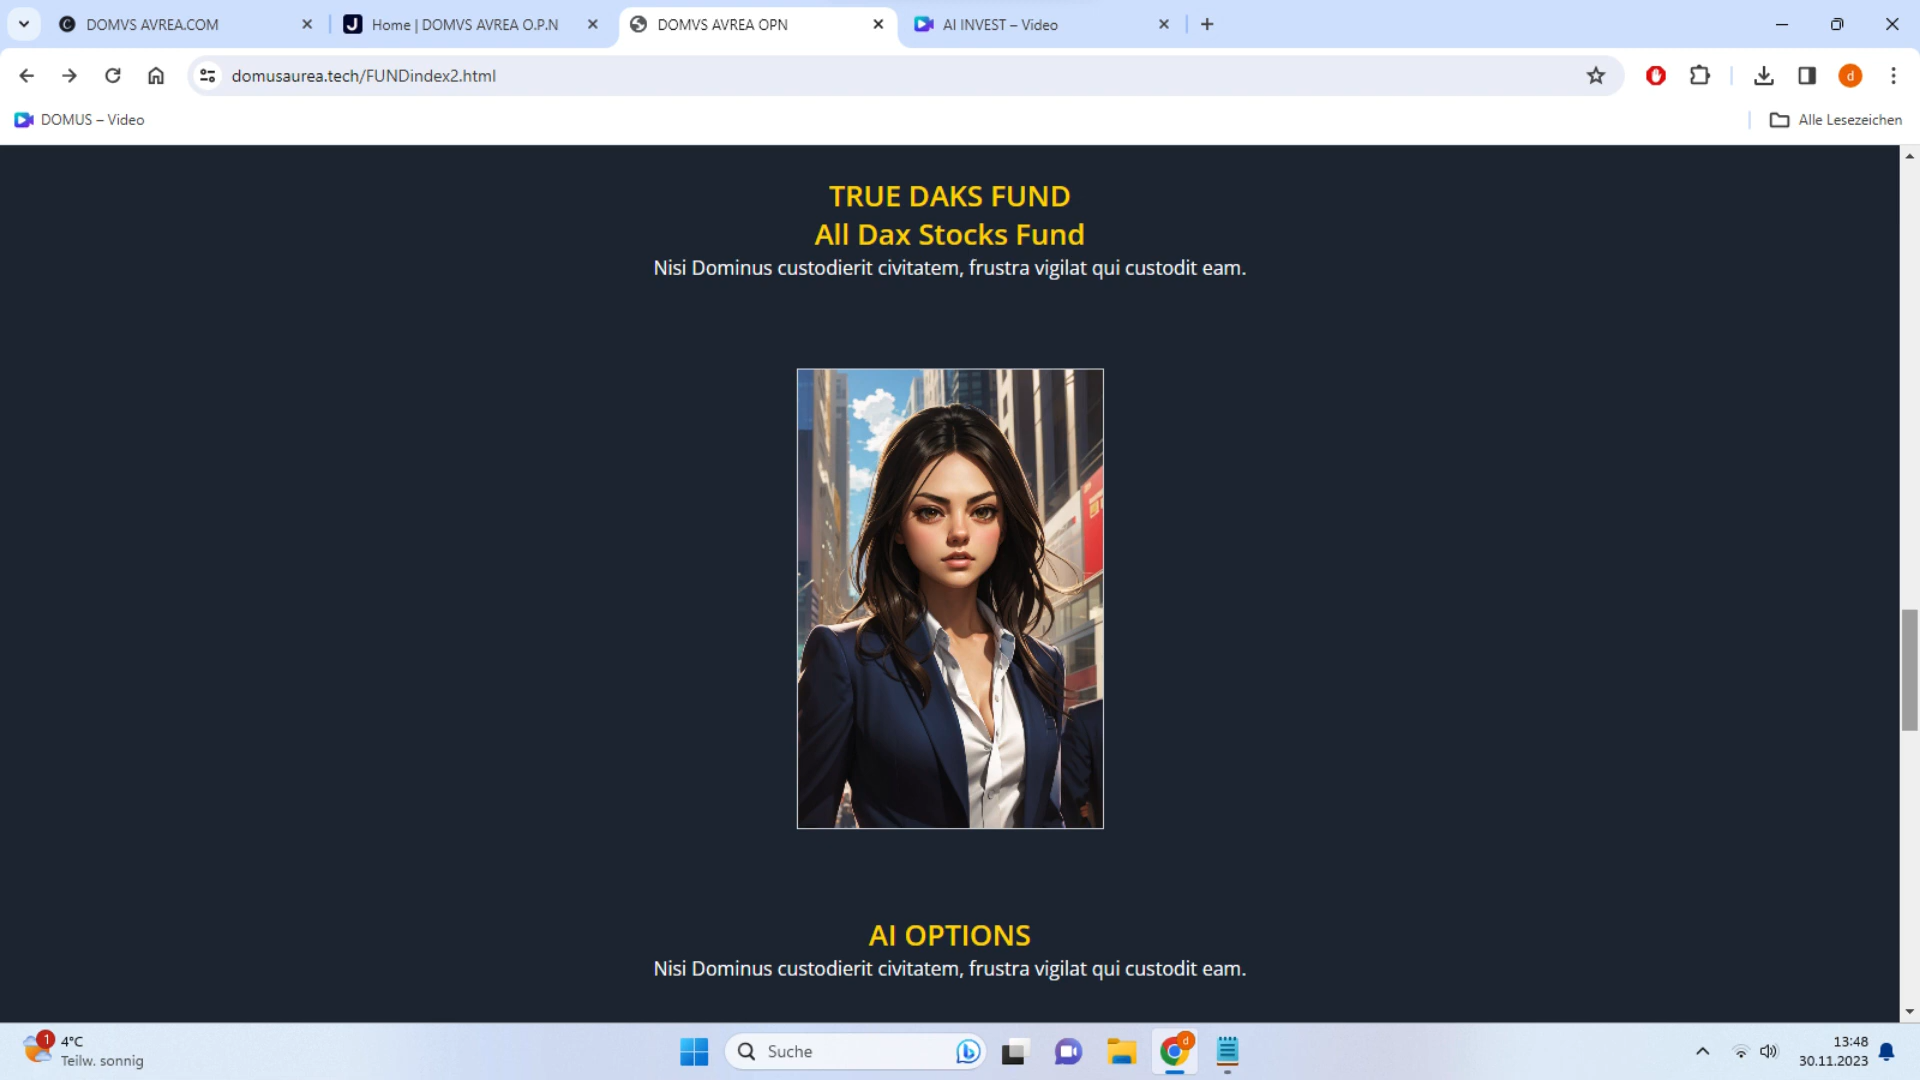 DOMVS AVREA.COM
Home | DOMVS AVREA O.P.N
DOMVS AVREA OPN
AI INVEST – Video
domusaurea.tech/FUNDindex2.html
d
DOMUS – Video
Alle Lesezeichen
TRUE DAKS FUND
All Dax Stocks Fund
Nisi Dominus custodierit civitatem, frustra vigilat qui custodit eam.
AI OPTIONS
Nisi Dominus custodierit civitatem, frustra vigilat qui custodit eam.
1
4°C
Teilw. sonnig
Suche
d
13:48
30.11.2023